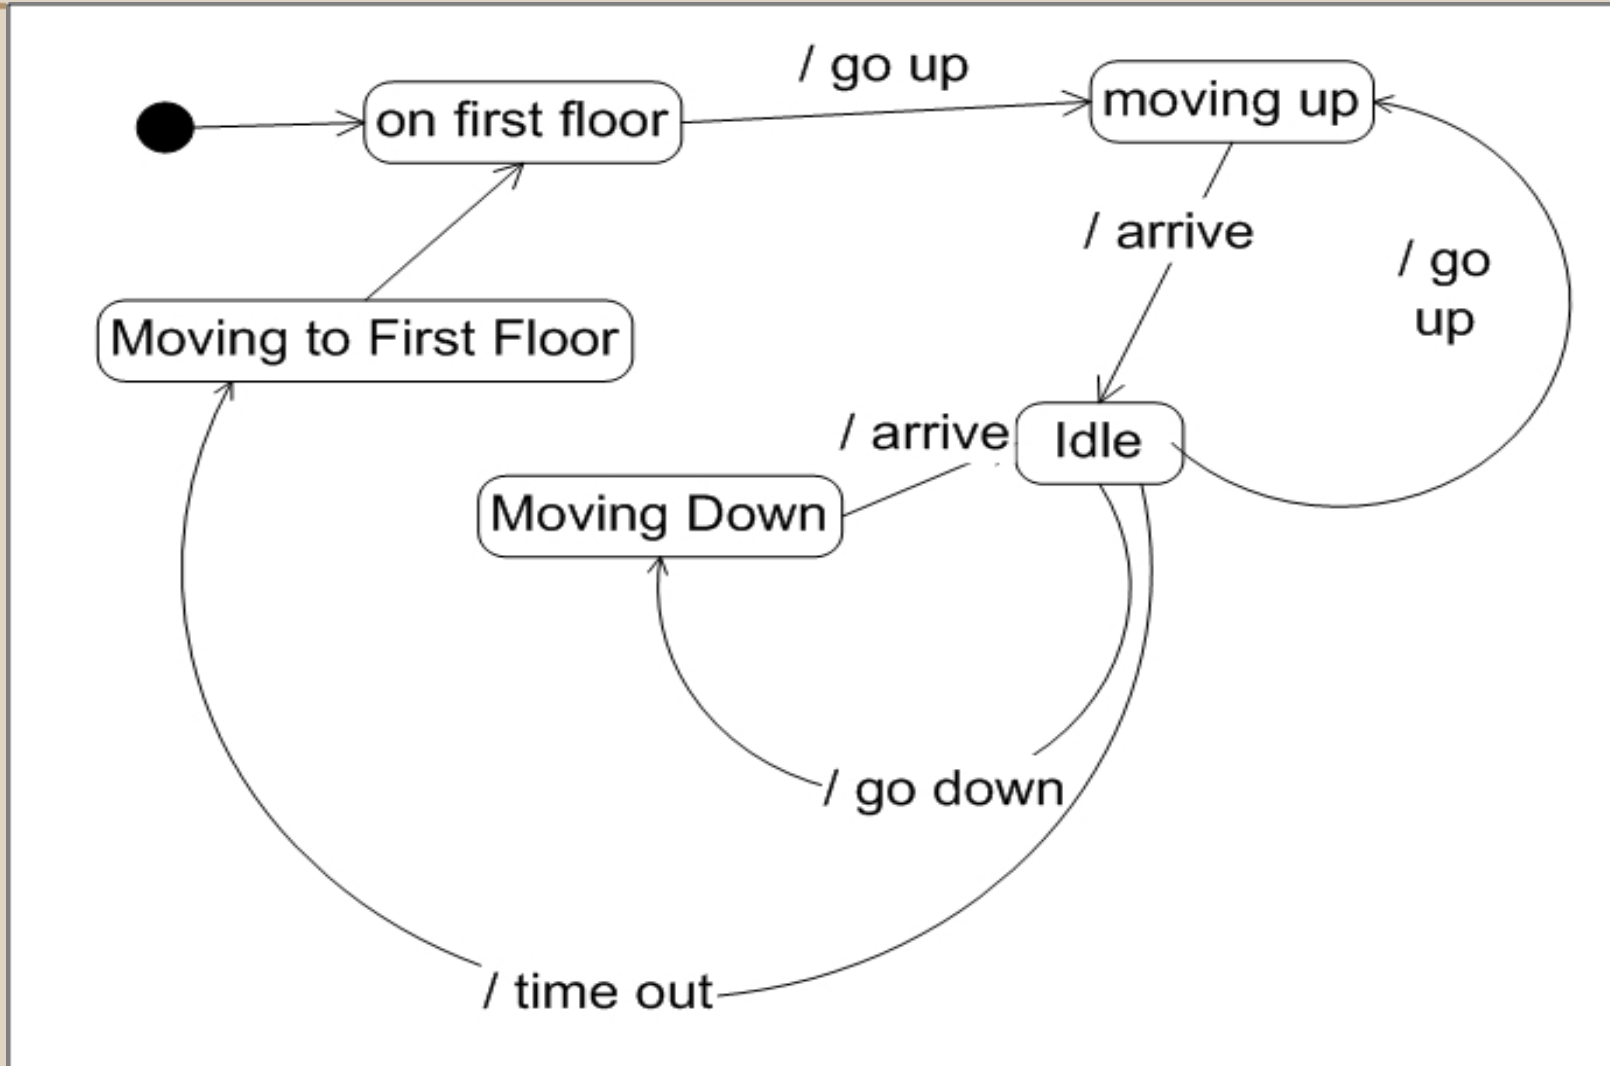 / go up
on first floor
moving up
/ arrive
/ go
up
Moving to First Floor
/ arrive
Idle
Moving Down
/ go down
/ time out